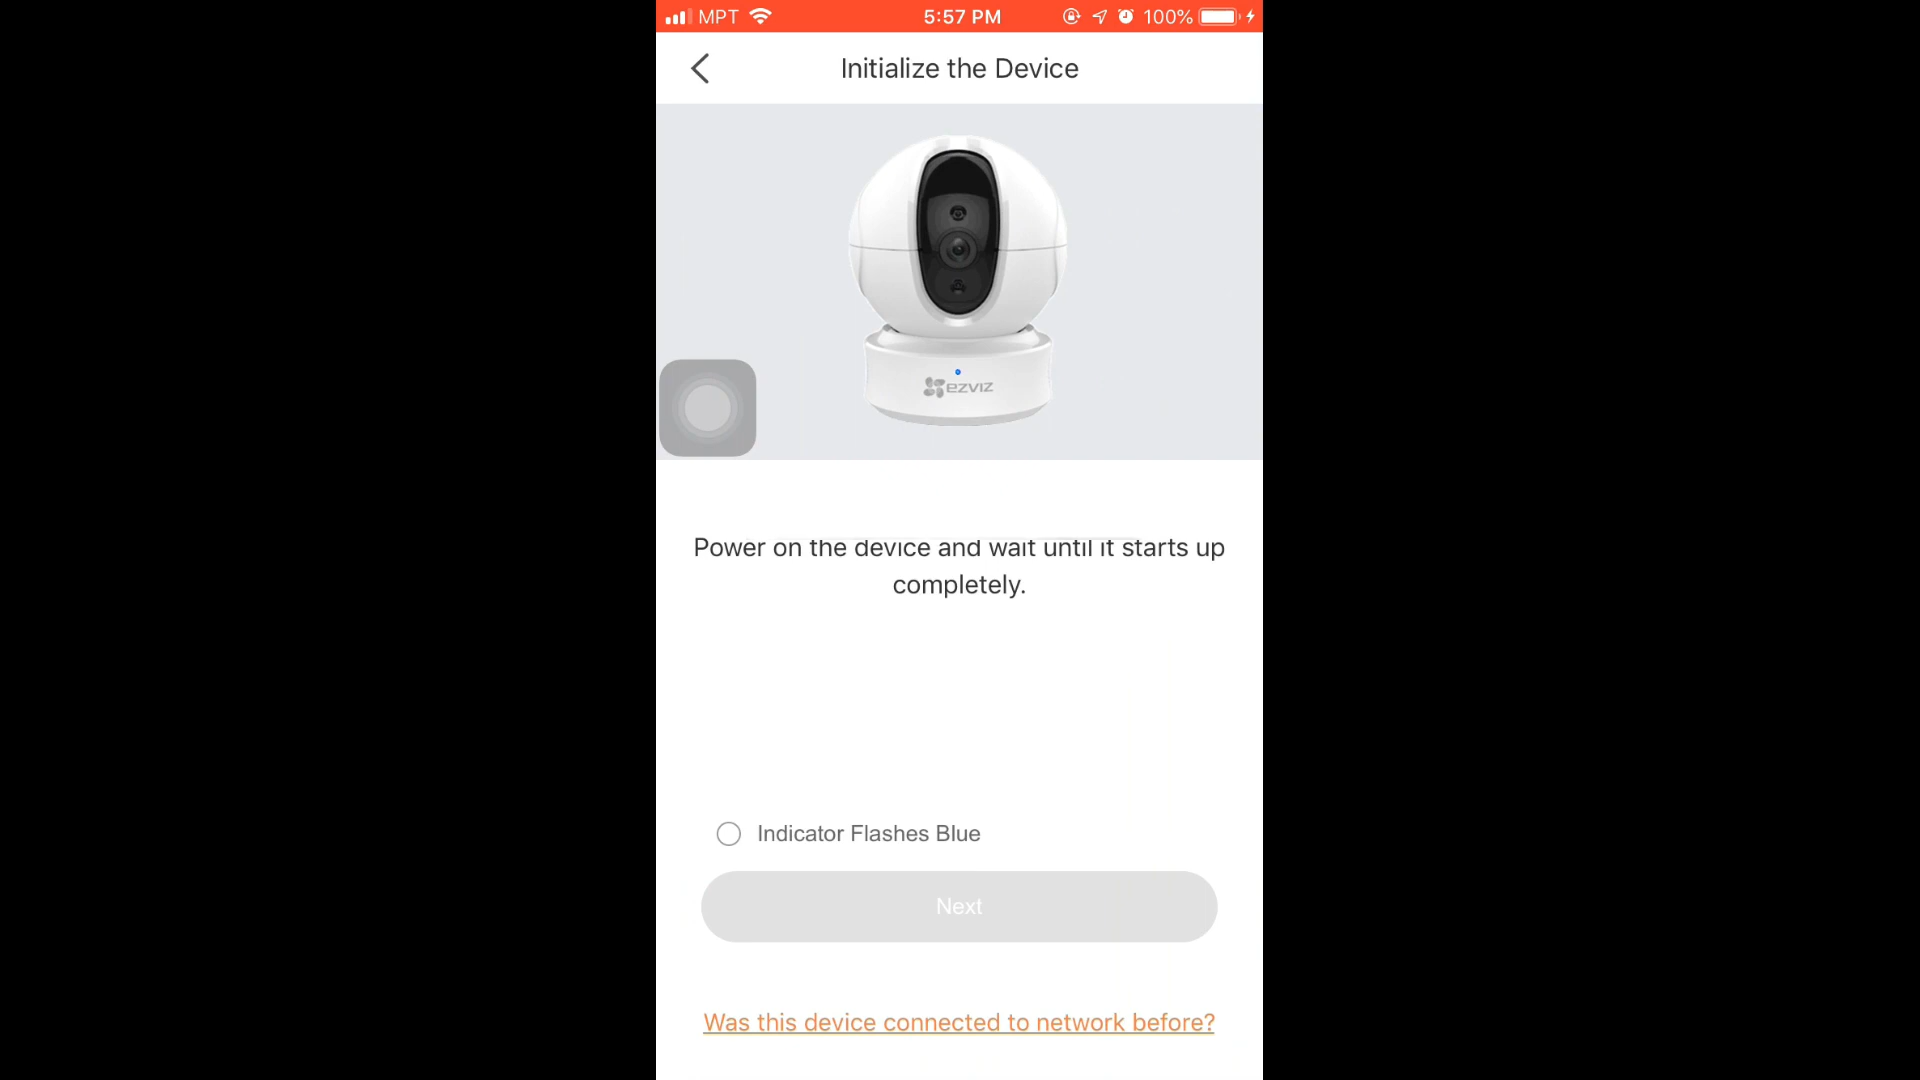 MPT 5:57 PM 100%
Initialize the Device
ezviz
Power on the device and wait until it starts up
completely.
Indicator Flashes Blue
Next
Was this device connected to network before?